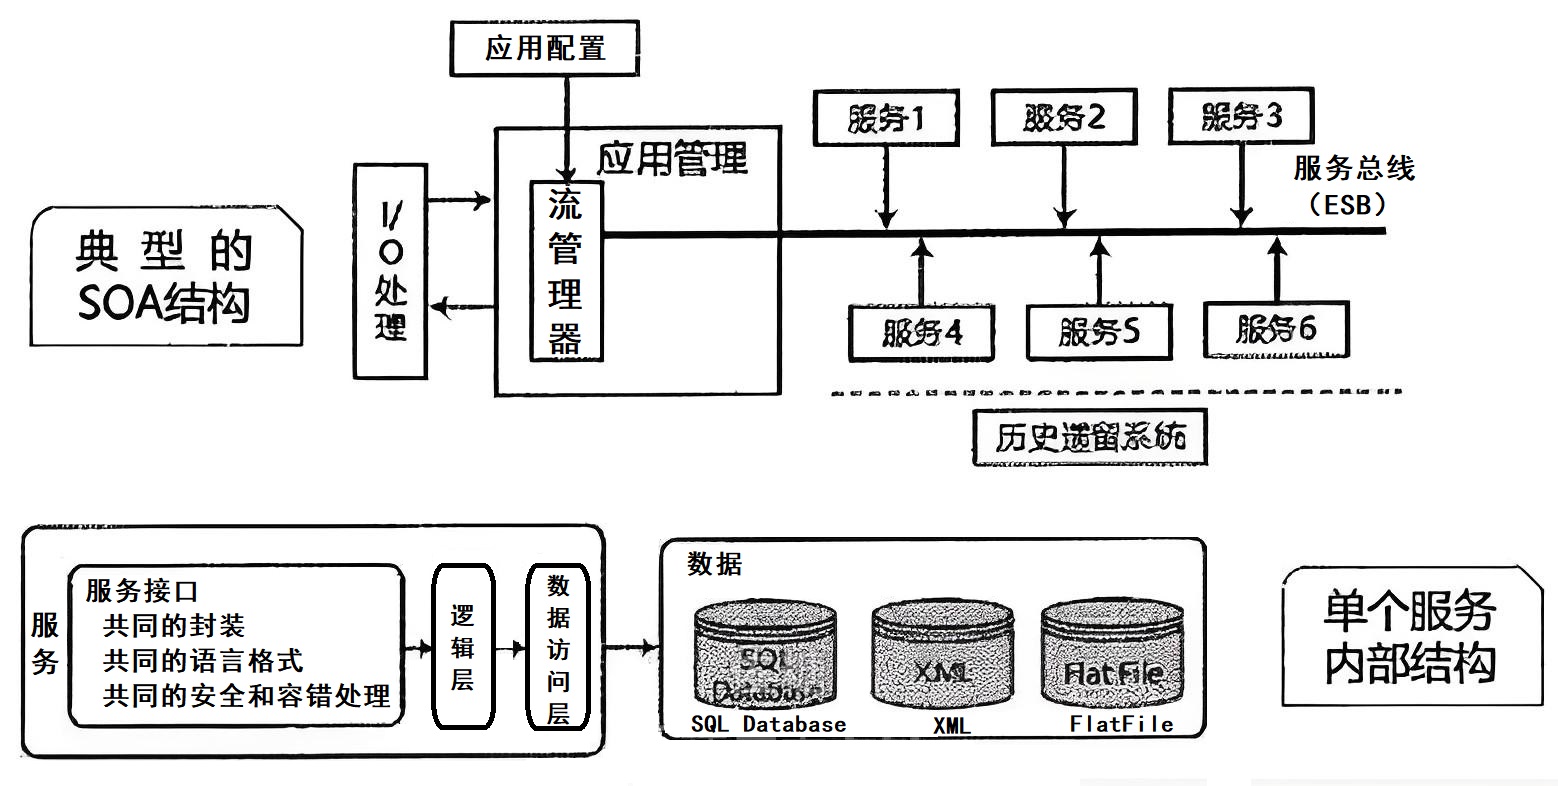 应用配置
应用管理
流管理器
I/O处理
典型的
SOA结构
服务1
服务2
服务3
服务总线
（ESB）
服务4
服务5
服务6
历史遗留系统
服务
服务接口
共同的封装
共同的语言格式
共同的安全和容错处理
逻辑层
数据访问层
数据
SQL
Database
XML
FlatFile
SQL Database
XML
FlatFile
单个服务
内部结构